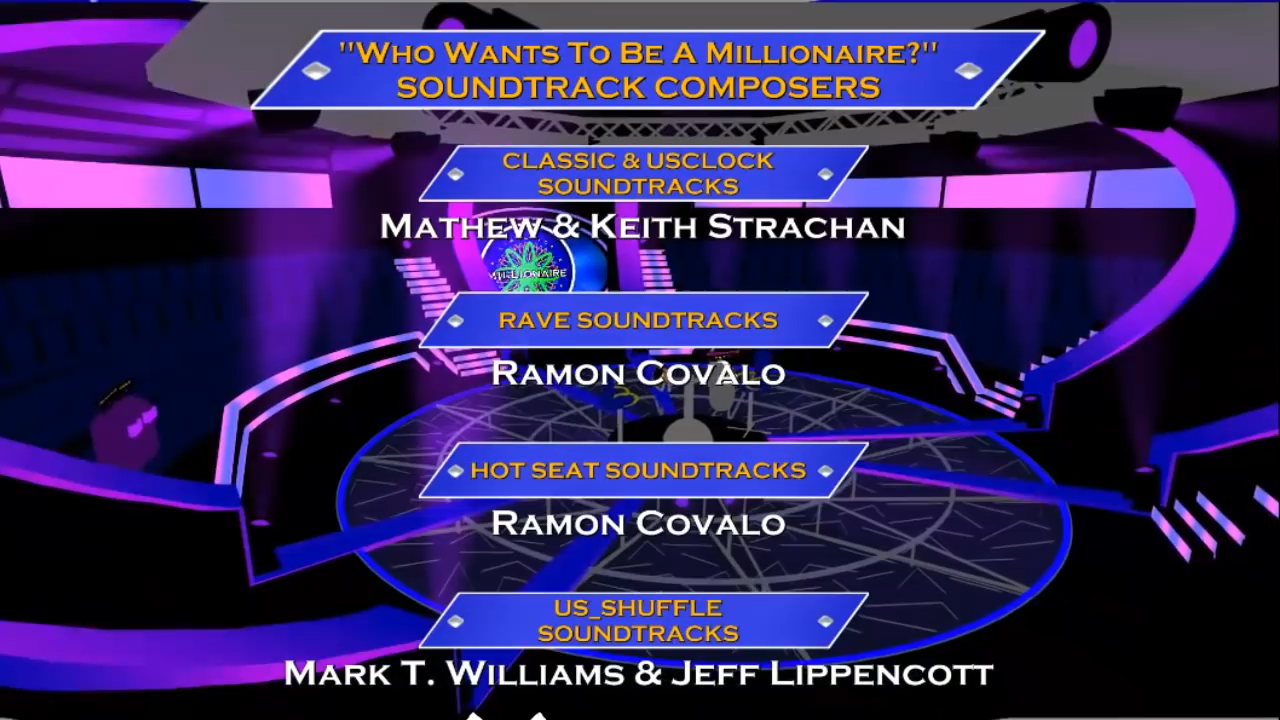 "Who Wants To Be A Millionaire?"
SOUNDTRACK COMPOSERS
CLASSIC & USCLOCK
SOUNDTRACKS
Mathew & Keith Strachan
MILLIONAIRE
RAVE SOUNDTRACKS
Ramon Covalo
HOT SEAT SOUNDTRACKS
Ramon Covalo
US_SHUFFLE
SOUNDTRACKS
Mark T. Williams & Jeff Lippencott